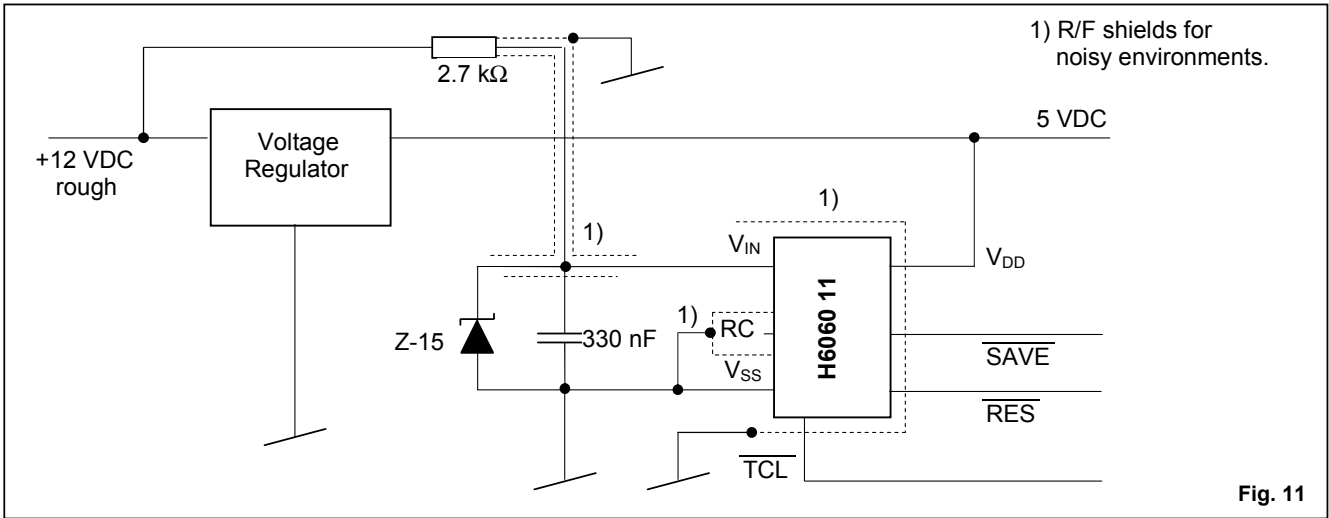 1) R/F shields for
noisy environments.
2.7 kΩ
5 VDC
+12 VDC
rough
Voltage
Regulator
1)
1)
VIN
VDD
H6060 11
1)
RC
Z-15
330 nF
SAVE
VSS
RES
TCL
Fig. 11